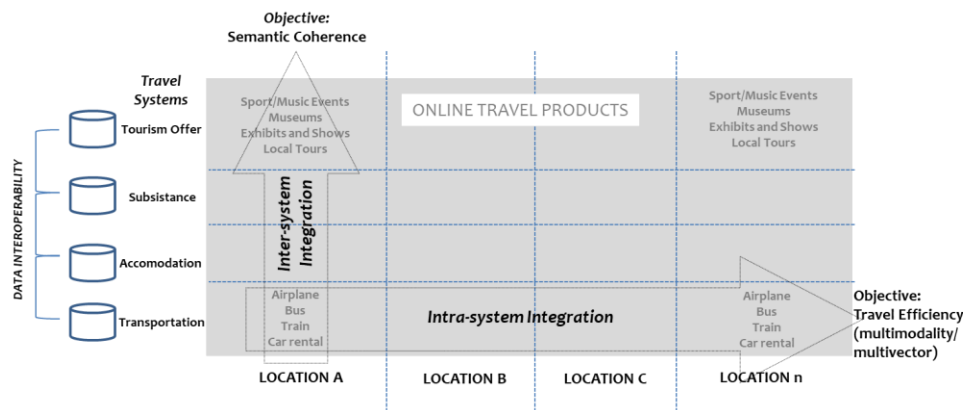 Objective:
Semantic Coherence
Travel
Systems
Sport/Music Events
Museums
Exhibits and Shows
Local Tours
ONLINE TRAVEL PRODUCTS
Sport/Music Events
Museums
Exhibits and Shows
Local Tours
Tourism Offer
DATA INTEROPERABILITY
Subsistance
Inter-system
Integration
Accomodation
Transportation
Airplane
Bus
Train
Car rental
Intra-system Integration
Airplane
Bus
Train
Car rental
Objective:
Travel Efficiency
(multimodality/
multivector)
LOCATION A
LOCATION B
LOCATION C
LOCATION n